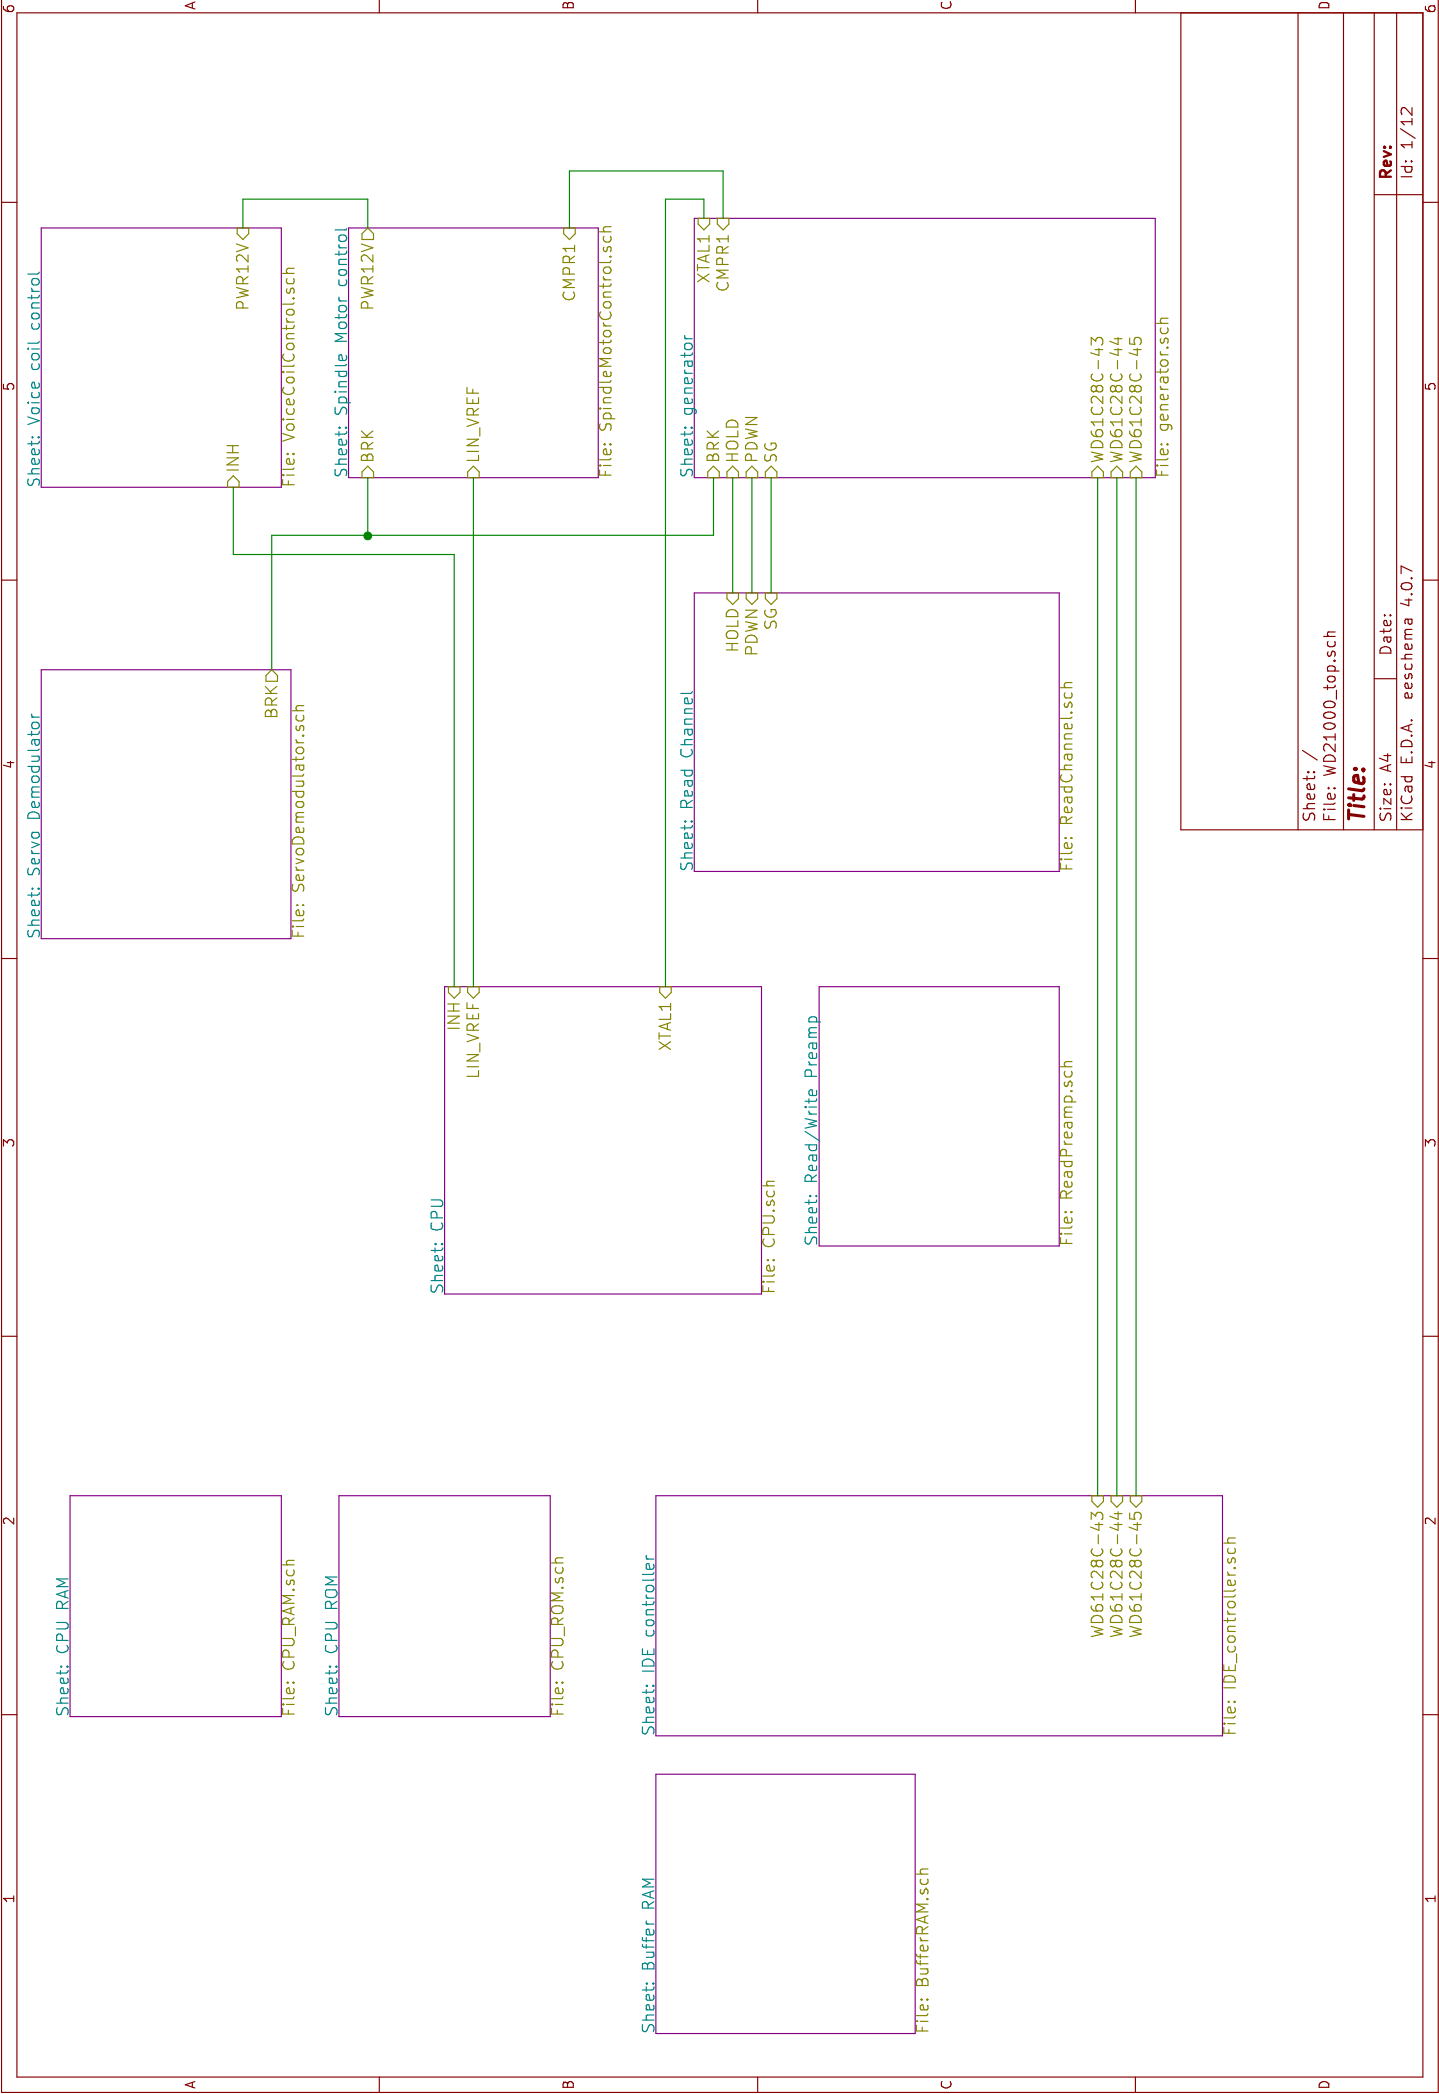 1
2
3
4
5
6
A
B
C
D
Sheet: CPU RAM
File: CPU_RAM.sch
Sheet: CPU ROM
File: CPU_ROM.sch
Sheet: Buffer RAM
File: BufferRAM.sch
Sheet: IDE controller
WD61C28C-43
WD61C28C-44
WD61C28C-45
File: IDE_controller.sch
Sheet: CPU
INH
LIN_VREF
XTAL1
File: CPU.sch
Sheet: Read/Write Preamp
File: ReadPreamp.sch
Sheet: Servo Demodulator
BRK
File: ServoDemodulator.sch
Sheet: Read Channel
HOLD
PDWN
SG
File: ReadChannel.sch
Sheet: Voice coil control
INH
PWR12V
File: VoiceCoilControl.sch
Sheet: Spindle Motor control
BRK
PWR12V
LIN_VREF
CMPR1
File: SpindleMotorControl.sch
Sheet: generator
XTAL1
BRK
CMPR1
HOLD
PDWN
SG
WD61C28C-43
WD61C28C-44
WD61C28C-45
File: generator.sch
Sheet: /
File: WD21000_top.sch
Title:
Size: A4 Date: Rev:
KiCad E.D.A. eeschema 4.0.7 Id: 1/12
A
B
C
D
1
2
3
4
5
6